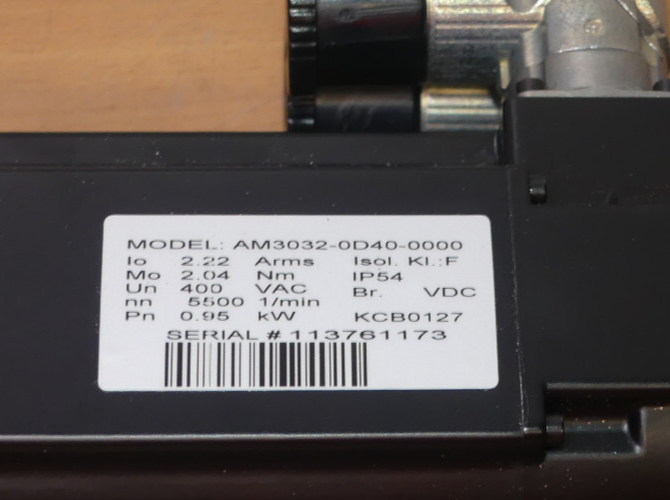 MODEL: AM3032-0D40-0000
Io 2.22 Arms Isol. Kl.:F
Mo 2.04 Nm IP54
Un 400 VAC Br. VDC
nn 5500 1/min
Pn 0.95 kW KCB0127
SERIAL # 113761173